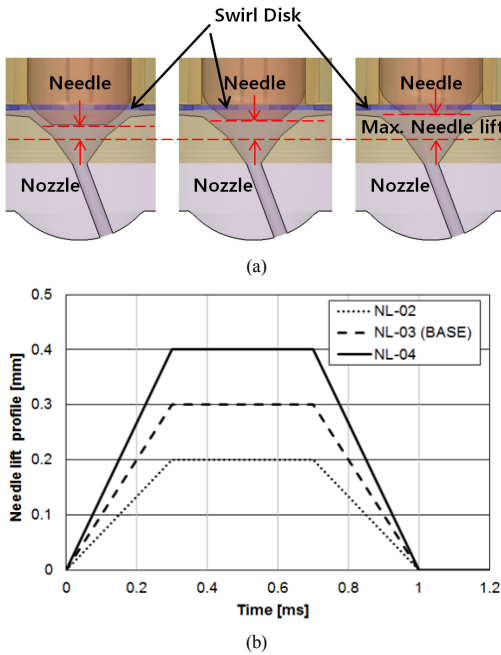 Swirl Disk
Needle Needle Needle
Max. Needle lift
Nozzle Nozzle Nozzle
(a)
0.5
NL-02
NL-03 (BASE)
NL-04
0.4
0.3
0.2
0.1
0
Needle lift profile [mm]
0 0.2 0.4 0.6 0.8 1 1.2
Time [ms]
(b)